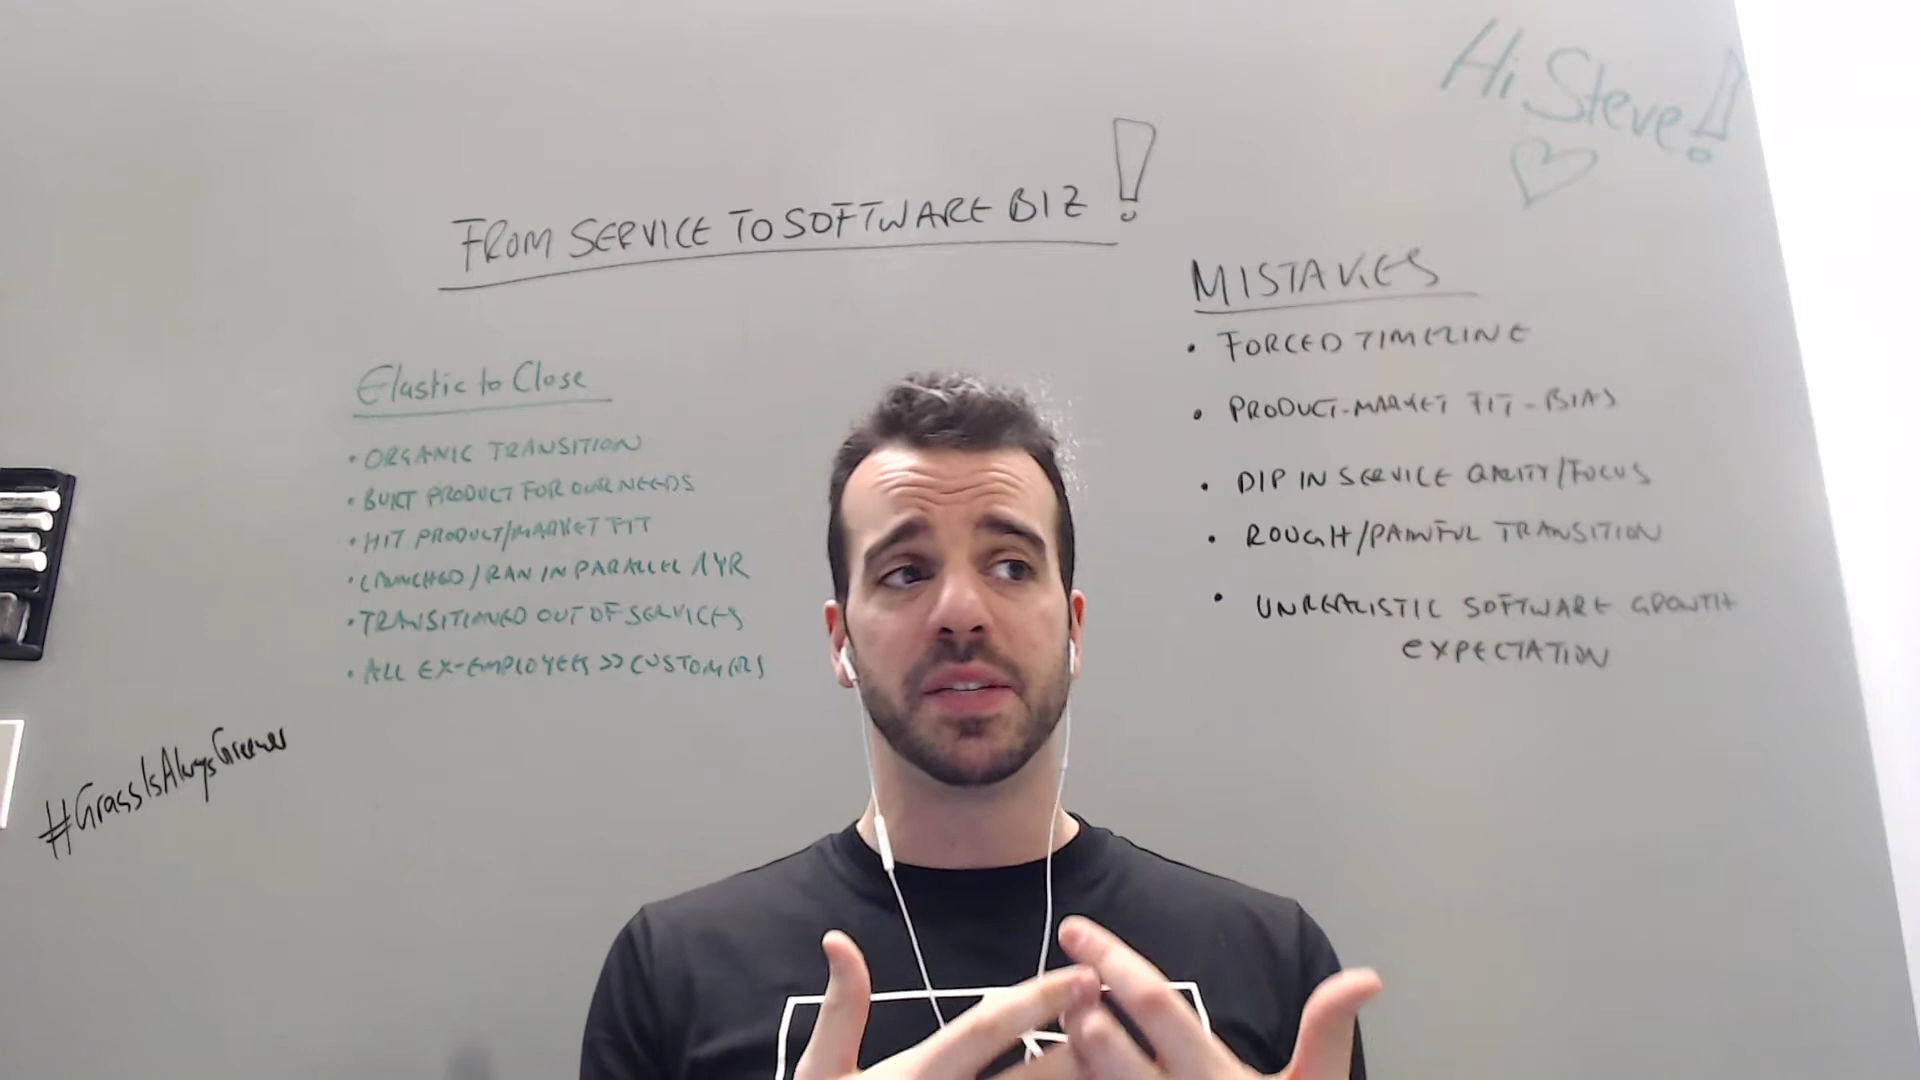 Hi Steve!
FROM SERVICE TO SOFTWARE BIZ!
Elastic to Close
• ORGANIC TRANSITION
• BUILT PRODUCT FOR OUR NEEDS
• HIT PRODUCT/MARKET FIT
• LAUNCHED/RAN IN PARALLEL 1YR
• TRANSITIONED OUT OF SERVICES
• ALL EX-EMPLOYEES >> CUSTOMERS
#GrassIsAlwaysGreener
MISTAKES
• FORCED TIMELINE
• PRODUCT-MARKET FIT-BIAS
• DIP IN SERVICE QALITY/FOCUS
• ROUGH/PAINFUL TRANSITION
• UNREALISTIC SOFTWARE GROWTH
EXPECTATION